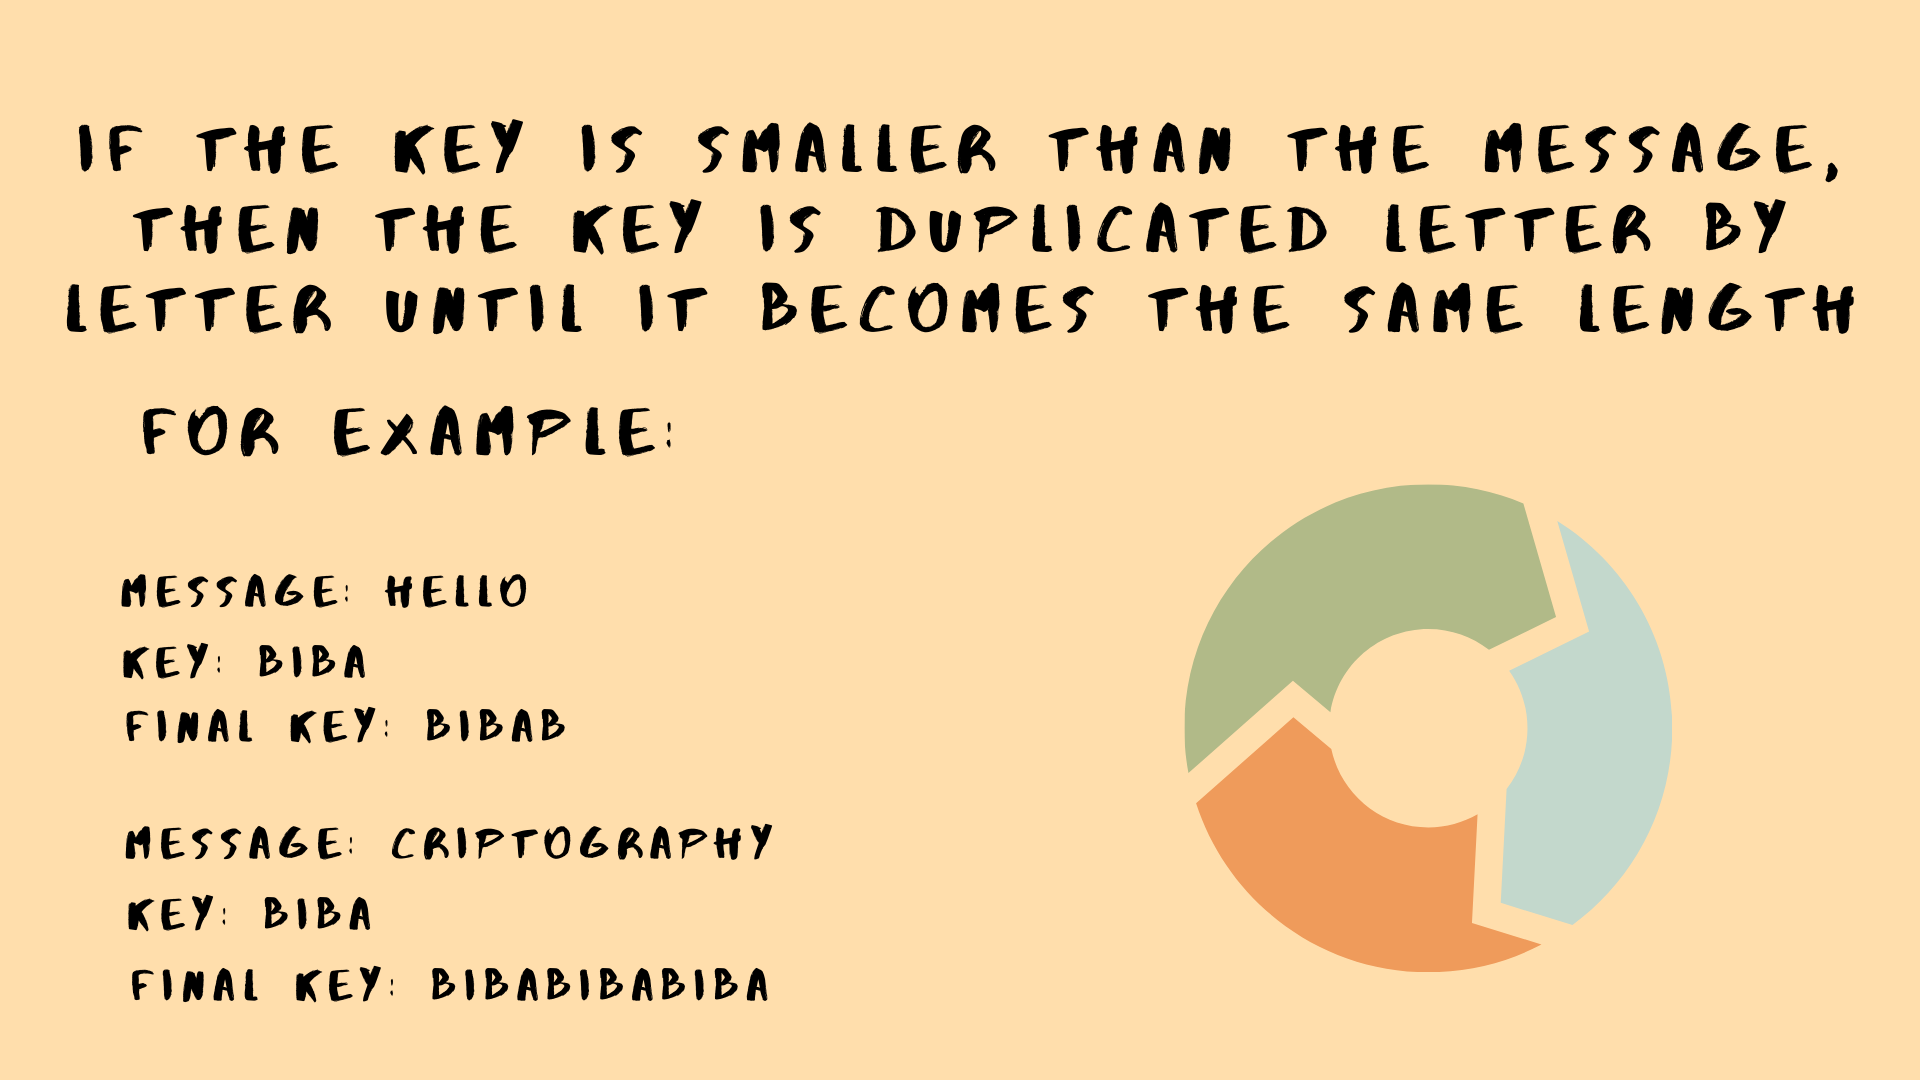 IF THE KEY IS SMALLER THAN THE MESSAGE,
THEN THE KEY IS DUPLICATED LETTER BY
LETTER UNTIL IT BECOMES THE SAME LENGTH
FOR EXAMPLE:
MESSAGE: HELLO
KEY: BIBA
FINAL KEY: BIBAB
MESSAGE: CRIPTOGRAPHY
KEY: BIBA
FINAL KEY: BIBABIBABIBA